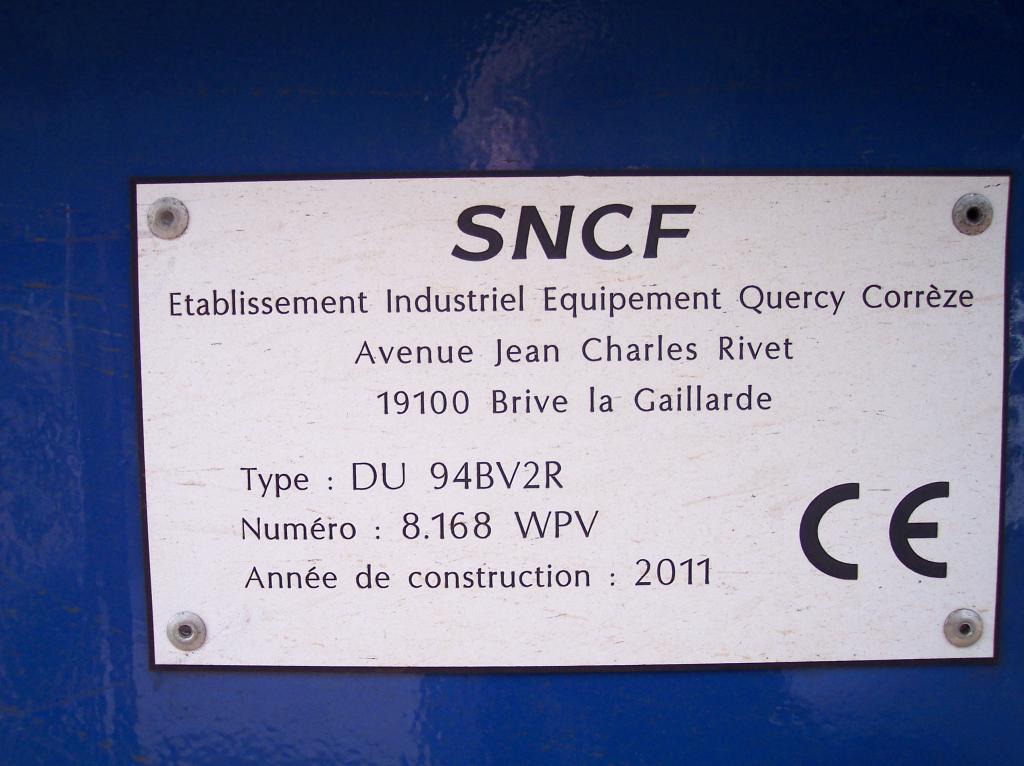 SNCF
Etablissement Industriel Equipement Quercy Corrèze
Avenue Jean Charles Rivet
19100 Brive la Gaillarde
Type : DU 94BV2R
Numéro : 8.168 WPV
Année de construction : 2011
CE